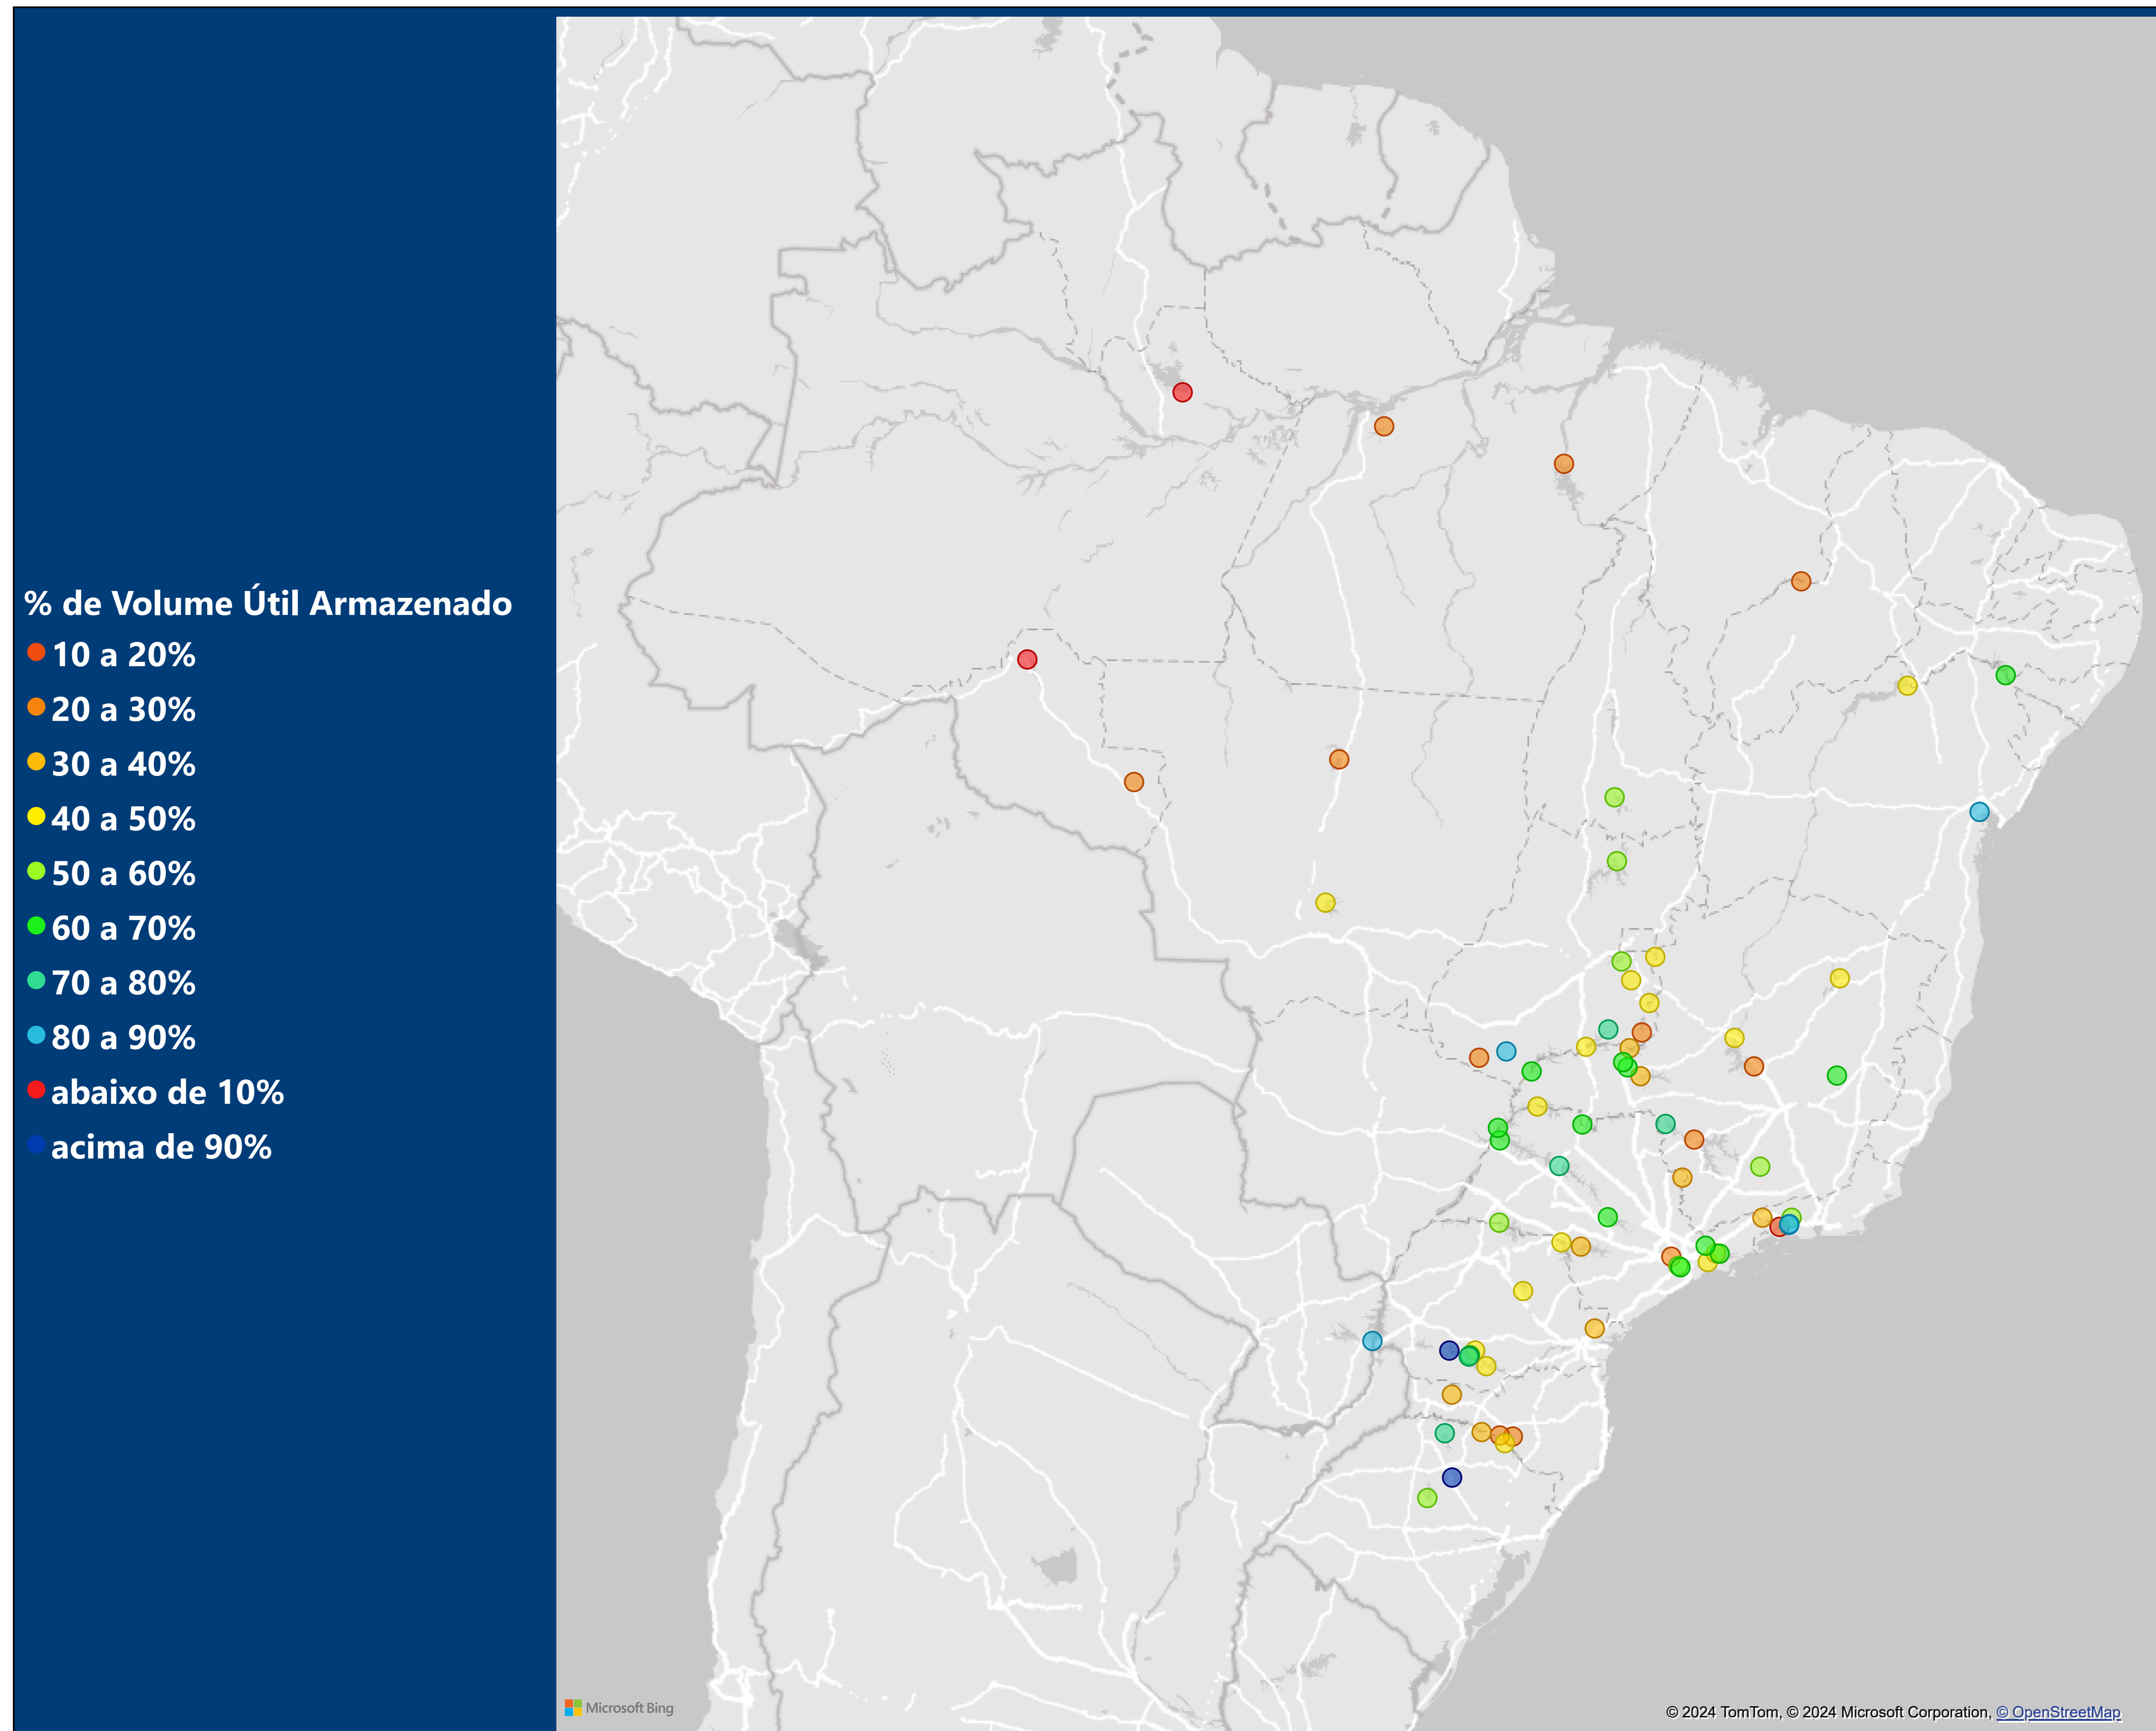 % de Volume Útil Armazenado
10 a 20%
20 a 30%
30 a 40%
40 a 50%
50 a 60%
60 a 70%
70 a 80%
80 a 90%
abaixo de 10%
acima de 90%
Microsoft Bing
© 2024 TomTom, © 2024 Microsoft Corporation, © OpenStreetMap